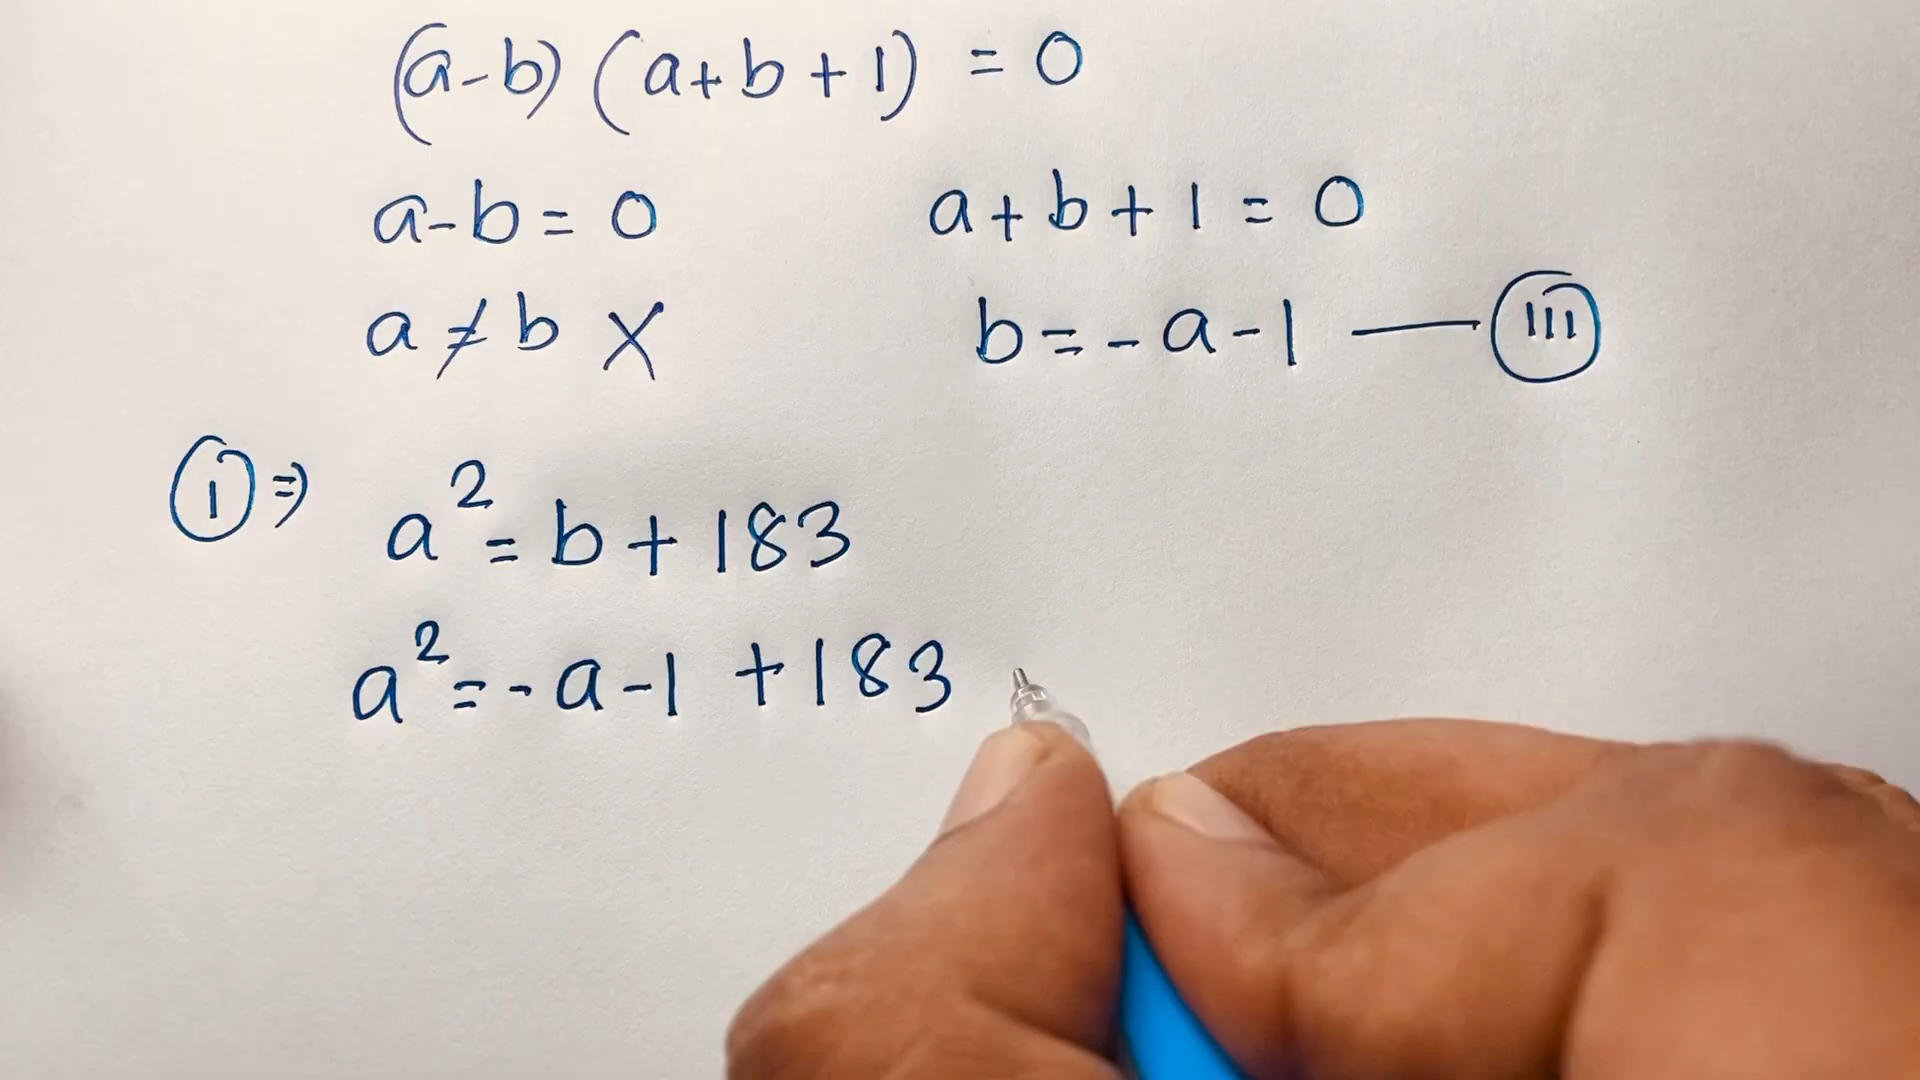 (a-b) (a+b+1) = 0
a-b = 0
a+b+1 = 0
a ≠ b X
b = -a-1 —— (iii)
(i) ⇒ a² = b+183
a² = -a-1 +183